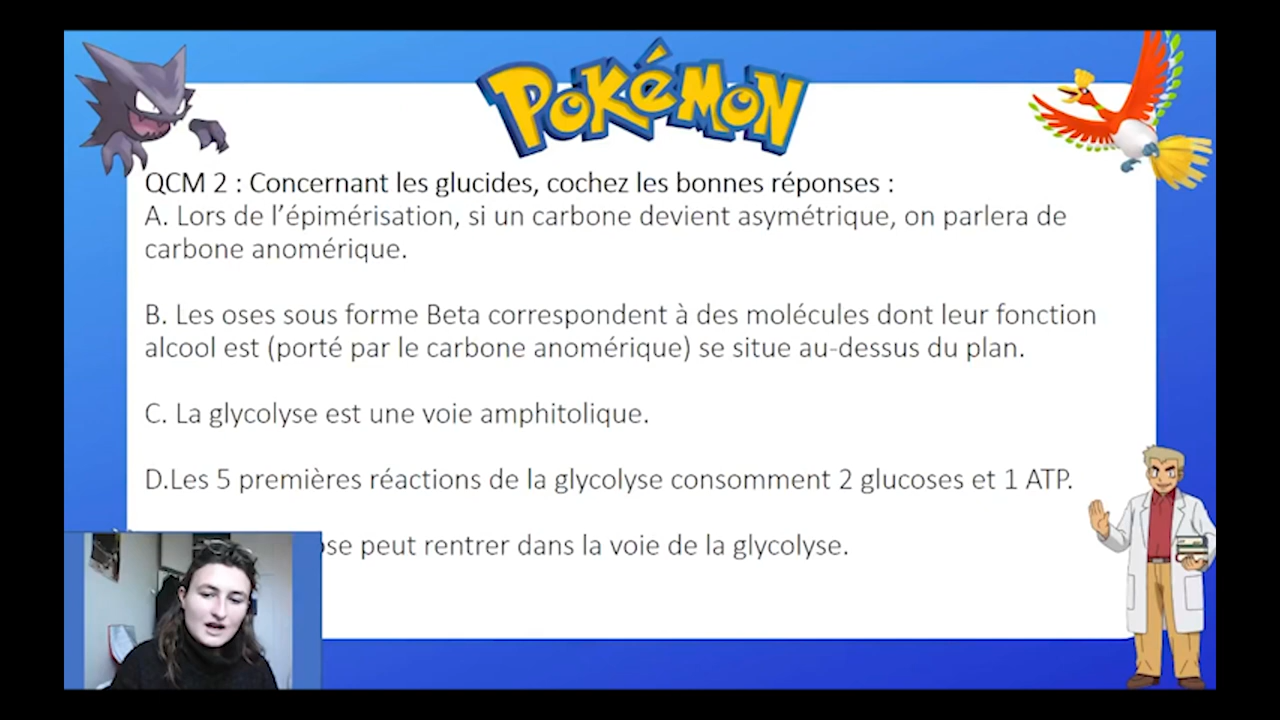 POKéMON
QCM 2 : Concernant les glucides, cochez les bonnes réponses :
A. Lors de l'épimérisation, si un carbone devient asymétrique, on parlera de
carbone anomérique.
B. Les oses sous forme Beta correspondent à des molécules dont leur fonction
alcool est (porté par le carbone anomérique) se situe au-dessus du plan.
C. La glycolyse est une voie amphitolique.
D.Les 5 premières réactions de la glycolyse consomment 2 glucoses et 1 ATP.
peut rentrer dans la voie de la glycolyse.